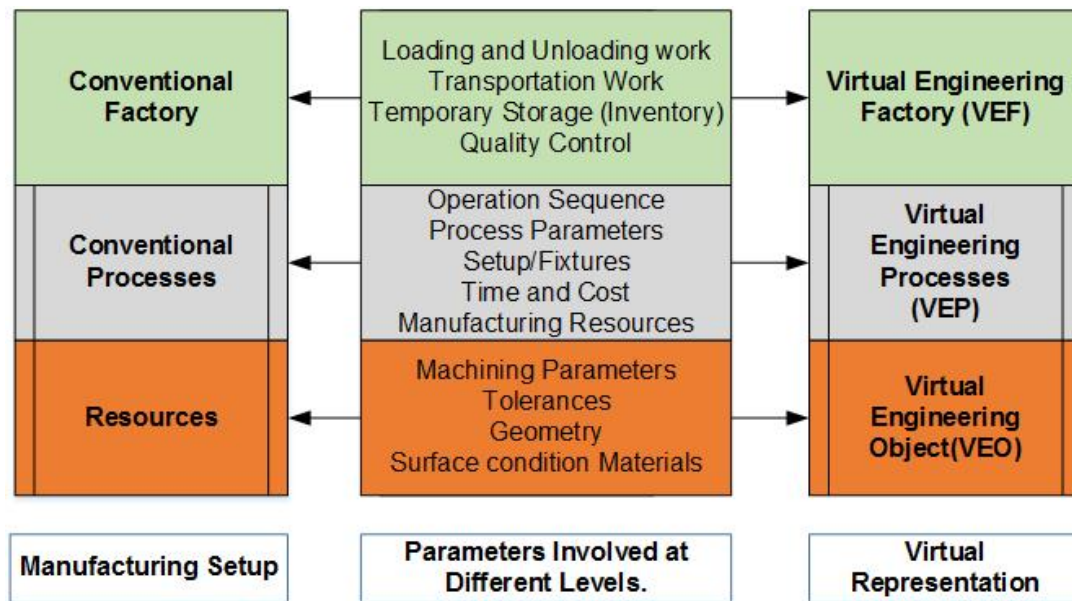 Conventional
Factory
Loading and Unloading work
Transportation Work
Temporary Storage (Inventory)
Quality Control
Virtual Engineering
Factory (VEF)
Conventional
Processes
Operation Sequence
Process Parameters
Setup/Fixtures
Time and Cost
Manufacturing Resources
Virtual
Engineering
Processes
(VEP)
Resources
Machining Parameters
Tolerances
Geometry
Surface condition Materials
Virtual
Engineering
Object(VEO)
Manufacturing Setup
Parameters Involved at
Different Levels.
Virtual
Representation